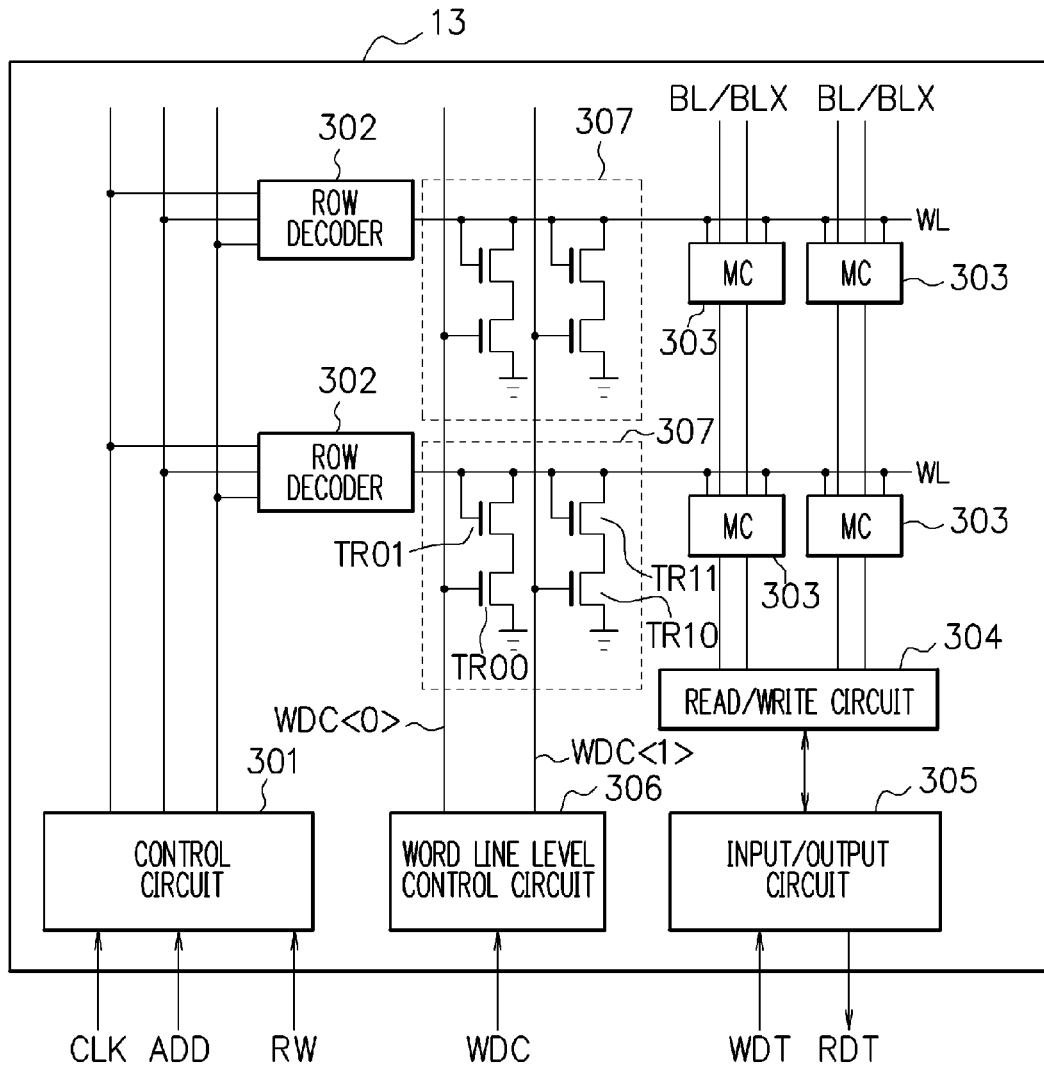 13
BL/BLX BL/BLX
302
307
ROW
DECODER
WL
MC
MC
303
303
302
307
ROW
DECODER
WL
MC
MC
303
303
TR01
TR11
TR00
TR10
304
READ/WRITE CIRCUIT
WDC<0>
WDC<1>
301
306
305
CONTROL
CIRCUIT
WORD LINE LEVEL
CONTROL CIRCUIT
INPUT/OUTPUT
CIRCUIT
CLK ADD RW WDC WDT RDT